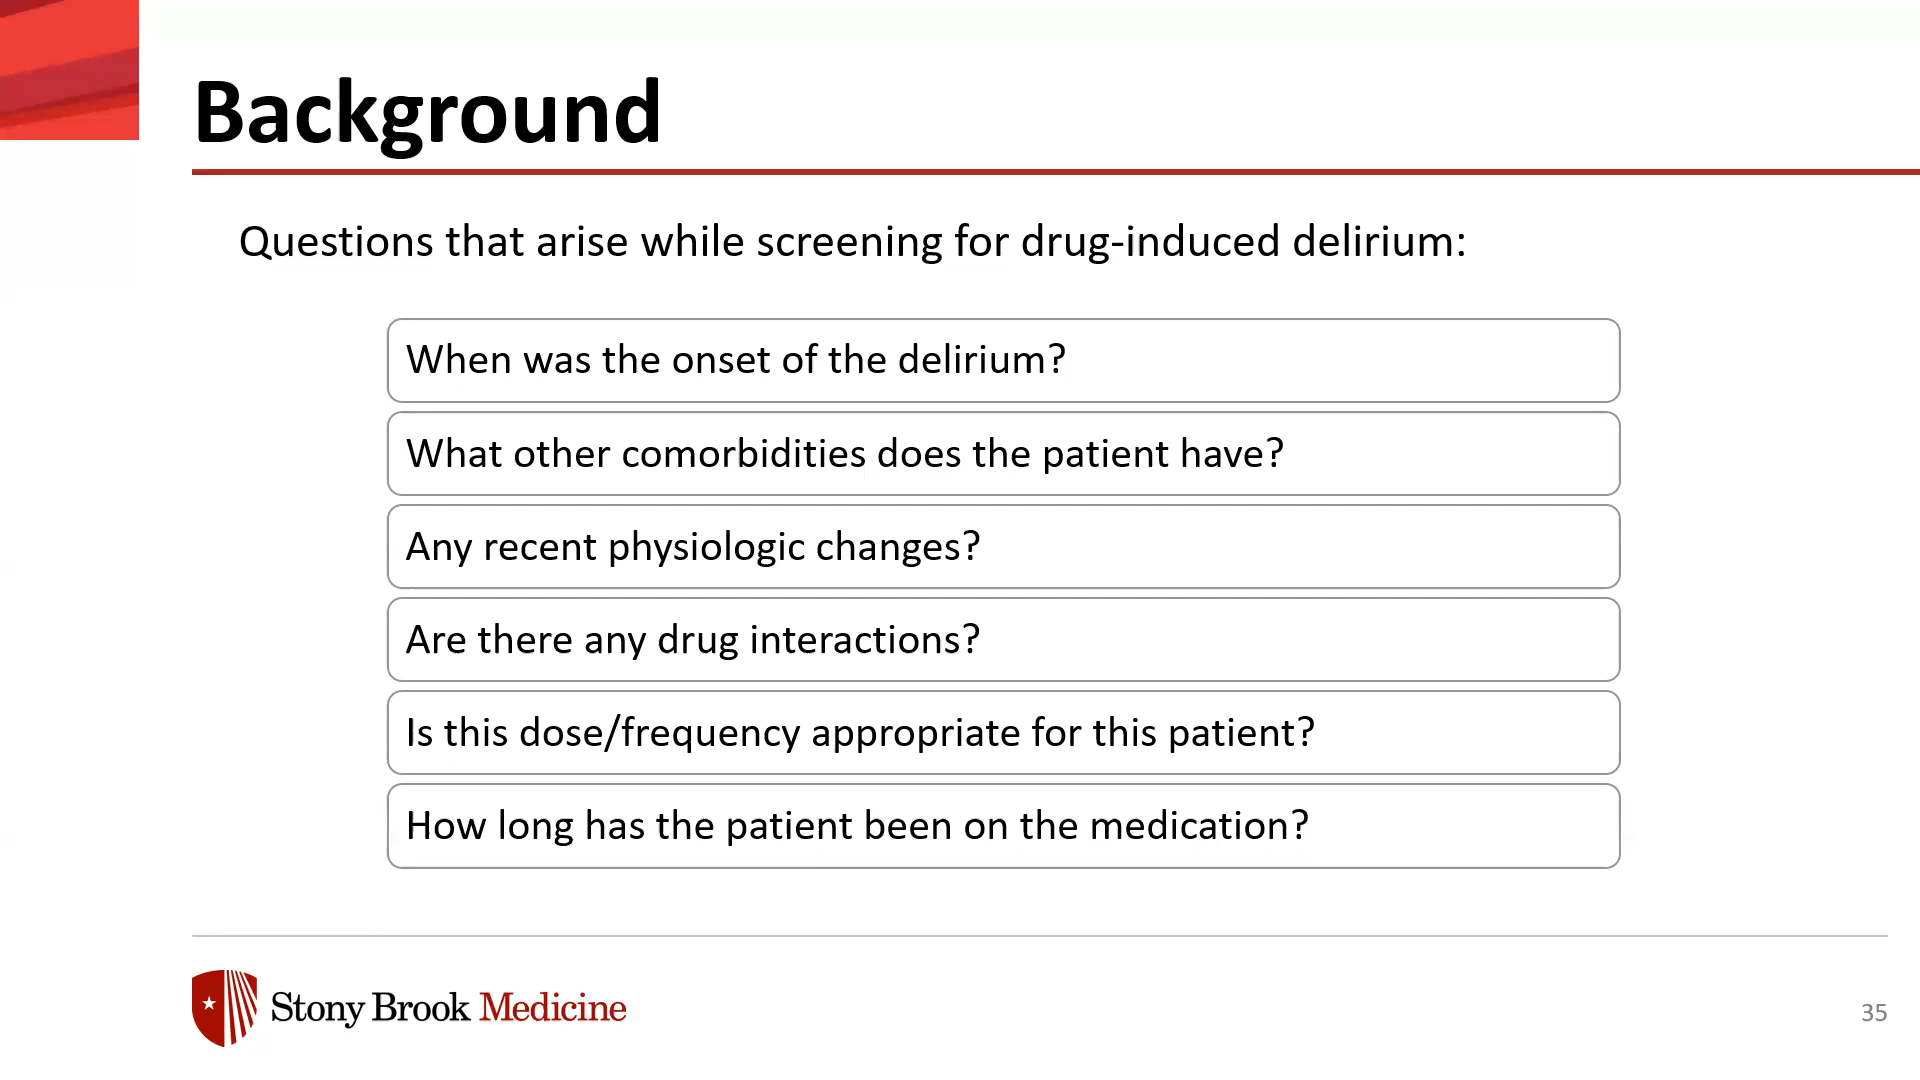 Background
Questions that arise while screening for drug-induced delirium:
When was the onset of the delirium?
What other comorbidities does the patient have?
Any recent physiologic changes?
Are there any drug interactions?
Is this dose/frequency appropriate for this patient?
How long has the patient been on the medication?
Stony Brook Medicine
35